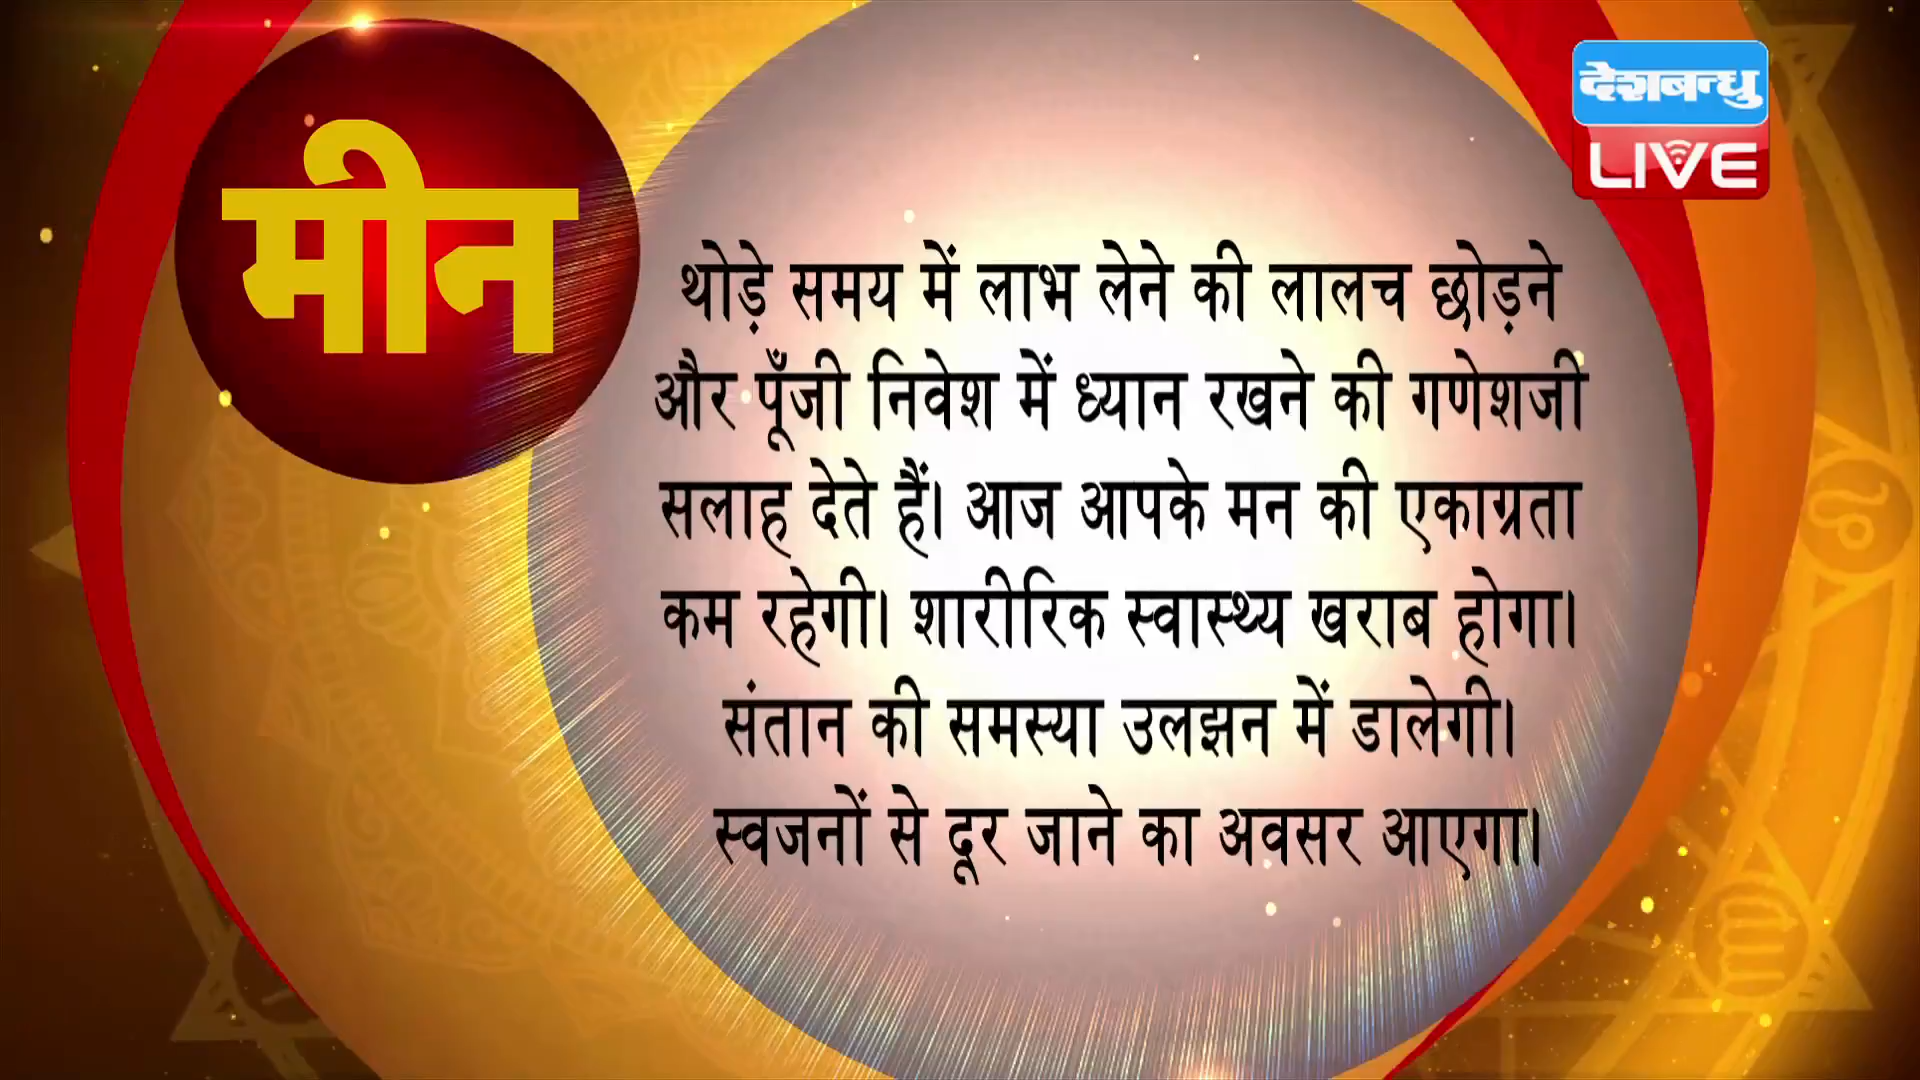 मीन
देशबन्धु
LIVE
थोड़े समय में लाभ लेने की लालच छोड़ने
और पूँजी निवेश में ध्यान रखने की गणेशजी
सलाह देते हैं। आज आपके मन की एकाग्रता
कम रहेगी। शारीरिक स्वास्थ्य खराब होगा।
संतान की समस्या उलझन में डालेगी।
स्वजनों से दूर जाने का अवसर आएगा।